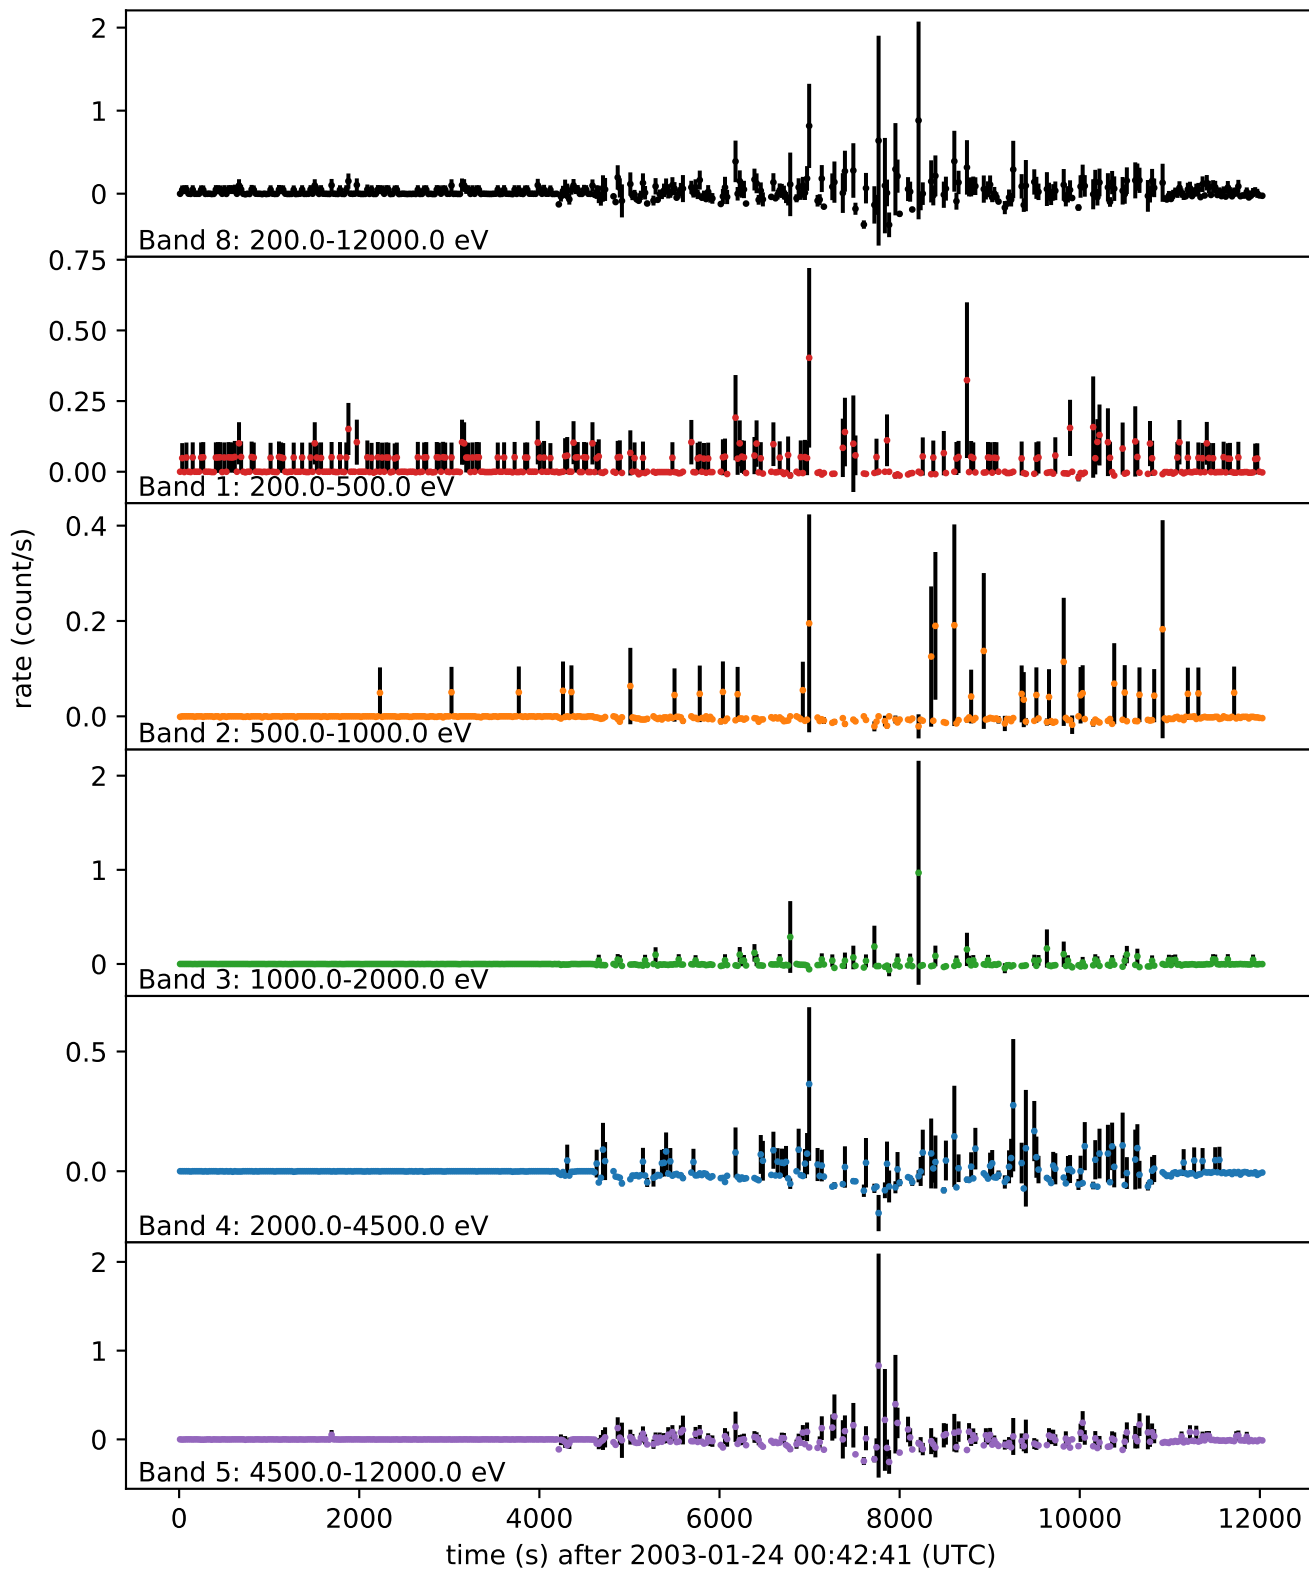 2
1
0
Band 8: 200.0-12000.0 eV
0.75
0.50
0.25
0.00
Band 1: 200.0-500.0 eV
0.4
0.2
0.0
Band 2: 500.0-1000.0 eV
2
1
0
Band 3: 1000.0-2000.0 eV
0.5
0.0
Band 4: 2000.0-4500.0 eV
2
1
0
Band 5: 4500.0-12000.0 eV
rate (count/s)
0 2000 4000 6000 8000 10000 12000
time (s) after 2003-01-24 00:42:41 (UTC)